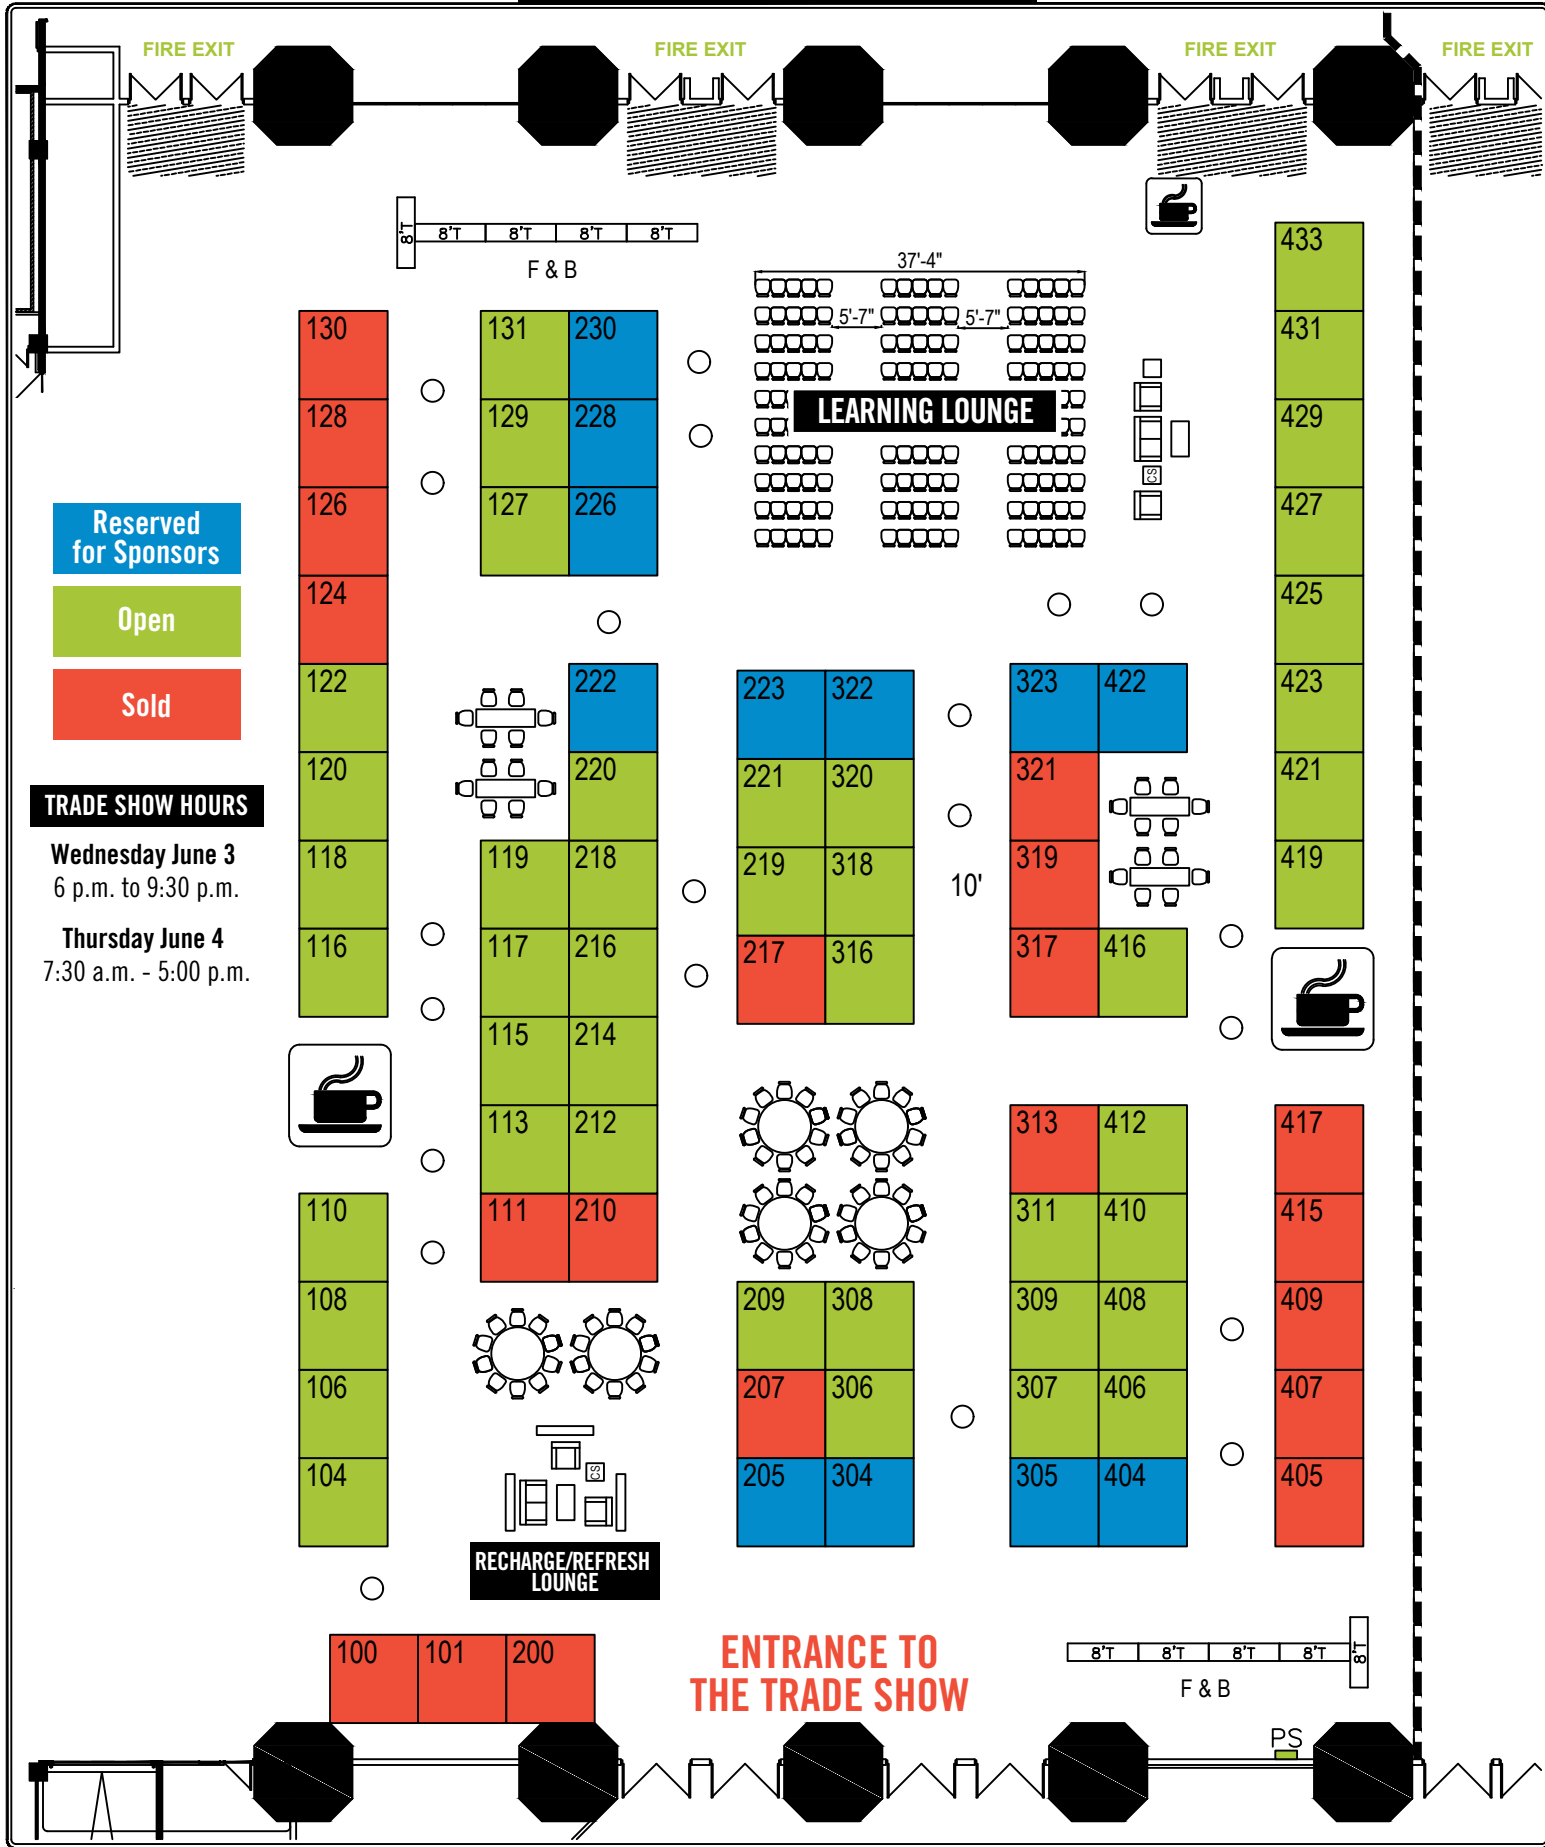 FIRE EXIT
FIRE EXIT
FIRE EXIT
FIRE EXIT
8'T
8'T
8'T
8'T
8'T
F & B
37'-4"
5'-7"
5'-7"
LEARNING LOUNGE
CS
433
431
429
427
425
423
421
419
130
128
126
124
122
120
118
116
131
230
129
228
127
226
Reserved
for Sponsors
Open
Sold
TRADE SHOW HOURS
Wednesday June 3
6 p.m. to 9:30 p.m.
Thursday June 4
7:30 a.m. - 5:00 p.m.
222
220
119
218
117
216
115
214
113
212
111
210
223
322
221
320
219
318
217
316
10'
323
422
321
319
317
416
313
412
311
410
309
408
307
406
305
404
417
415
409
407
405
110
108
106
104
209
308
207
306
205
304
CS
RECHARGE/REFRESH
LOUNGE
100
101
200
ENTRANCE TO
THE TRADE SHOW
8'T
8'T
8'T
8'T
8'T
F & B
PS